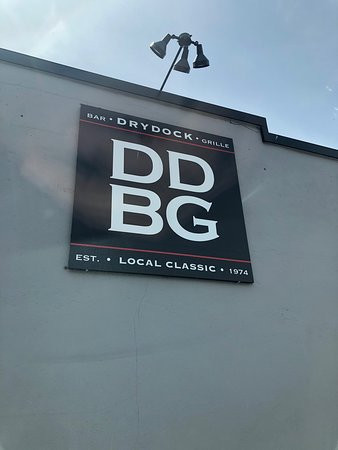 BAR • DRYDOCK • GRILLE
DD
BG
EST. • LOCAL CLASSIC • 1974